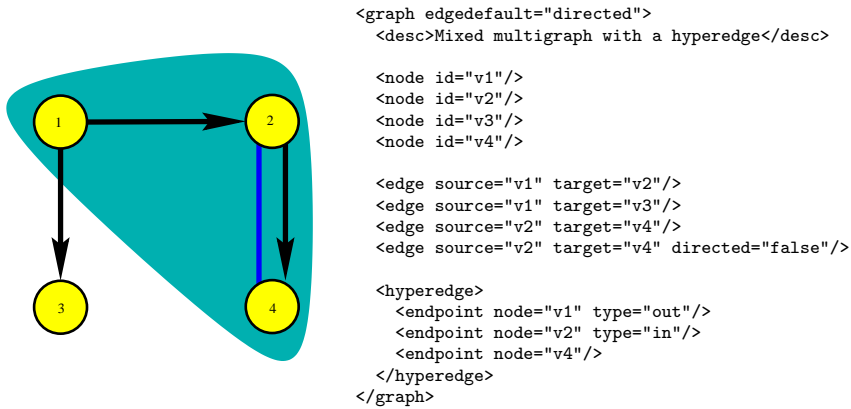 1
2
3
4
<graph edgedefault="directed">
<desc>Mixed multigraph with a hyperedge</desc>
<node id="v1"/>
<node id="v2"/>
<node id="v3"/>
<node id="v4"/>
<edge source="v1" target="v2"/>
<edge source="v1" target="v3"/>
<edge source="v2" target="v4"/>
<edge source="v2" target="v4" directed="false"/>
<hyperedge>
<endpoint node="v1" type="out"/>
<endpoint node="v2" type="in"/>
<endpoint node="v4"/>
</hyperedge>
</graph>